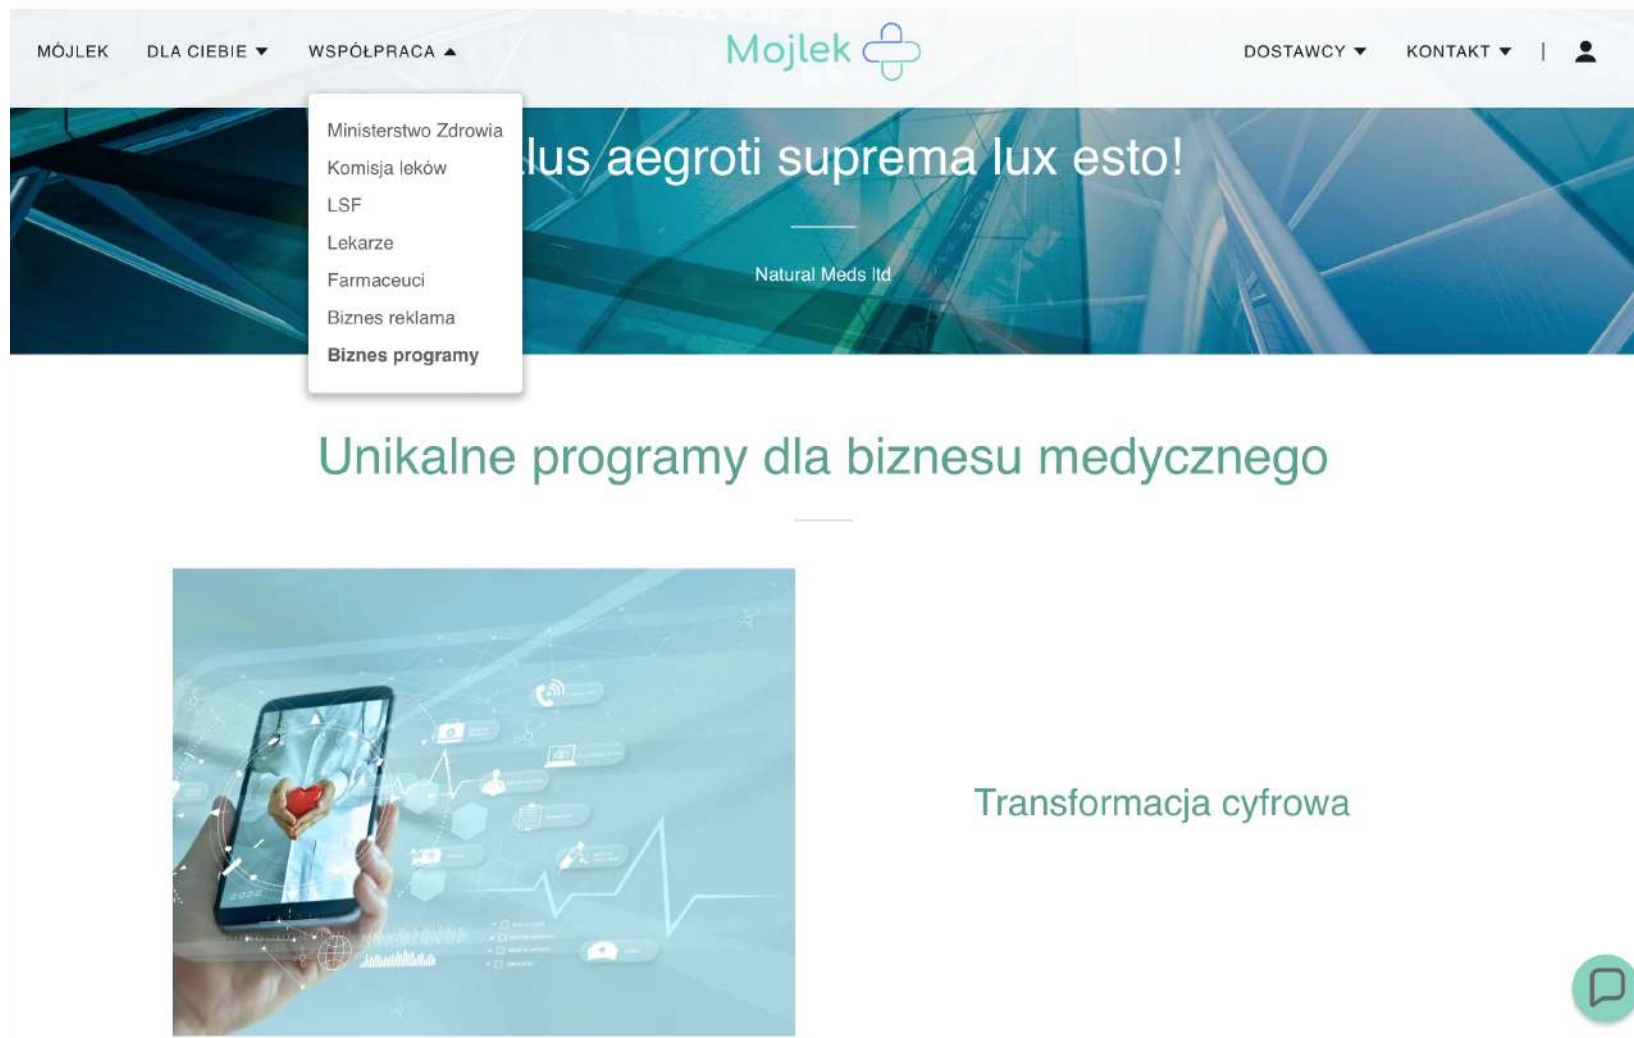 MÓJLEK DLA CIEBIE WSPÓŁPRACA Mojlek DOSTAWCY KONTAKT |
Ministerstwo Zdrowia
Komisja leków
LSF
Lekarze
Farmaceuci
Biznes reklama
Biznes programy
lus aegroti suprema lux esto!
Natural Meds ltd
Unikalne programy dla biznesu medycznego
Transformacja cyfrowa